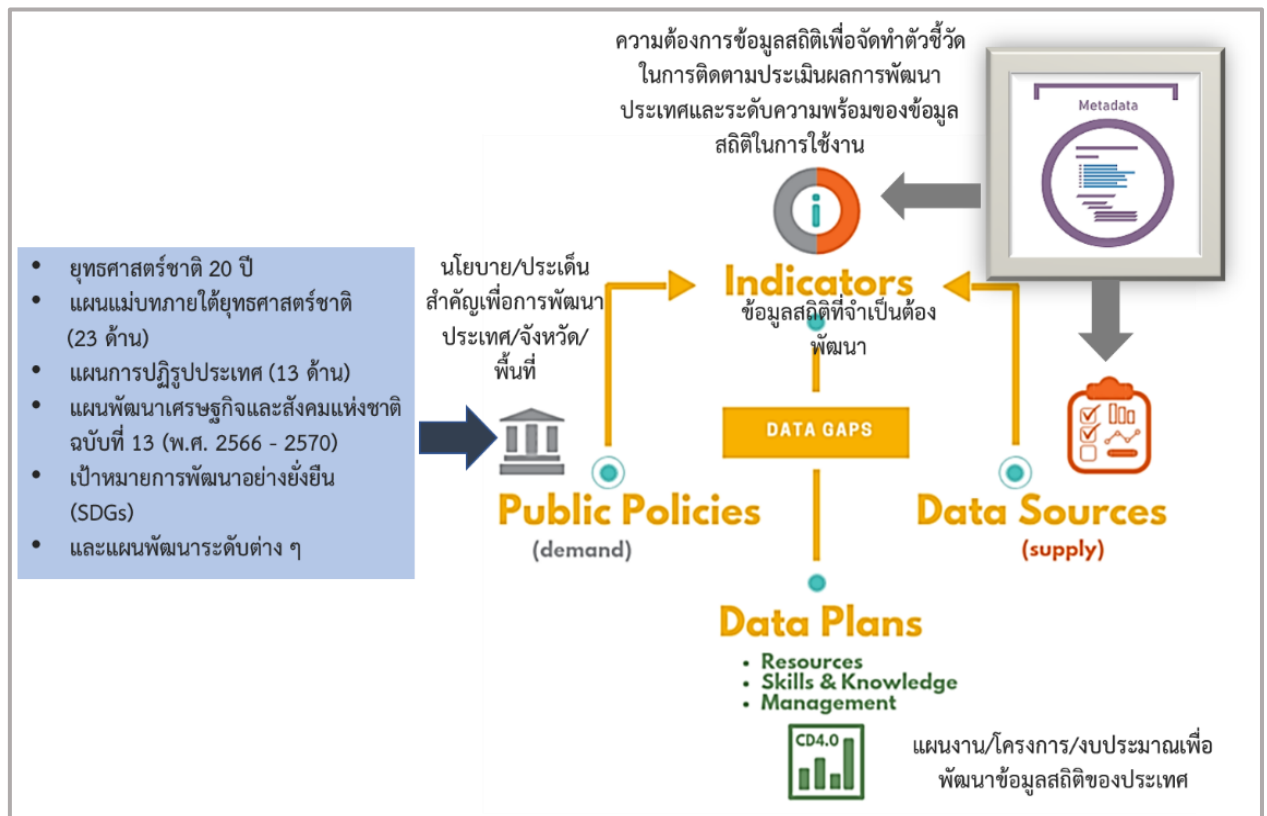 ความต้องการข้อมูลสถิติเพื่อจัดทำตัวชี้วัด
ในการติดตามประเมินผลการพัฒนา
ประเทศและระดับความพร้อมของข้อมูล
สถิติในการใช้งาน
Metadata
i
• ยุทธศาสตร์ชาติ 20 ปี
• แผนแม่บทภายใต้ยุทธศาสตร์ชาติ
(23 ด้าน)
• แผนการปฏิรูปประเทศ (13 ด้าน)
• แผนพัฒนาเศรษฐกิจและสังคมแห่งชาติ
ฉบับที่ 13 (พ.ศ. 2566 - 2570)
• เป้าหมายการพัฒนาอย่างยั่งยืน
(SDGs)
• และแผนพัฒนาระดับต่าง ๆ
นโยบาย/ประเด็น
สำคัญเพื่อการพัฒนา
ประเทศ/จังหวัด/
พื้นที่
Indicators
ข้อมูลสถิติที่จำเป็นต้อง
พัฒนา
DATA GAPS
Public Policies
(demand)
Data Sources
(supply)
Data Plans
• Resources
• Skills & Knowledge
• Management
CD4.0
แผนงาน/โครงการ/งบประมาณเพื่อ
พัฒนาข้อมูลสถิติของประเทศ